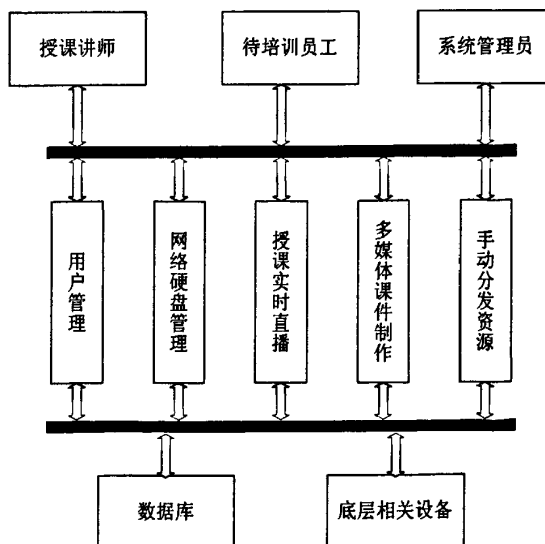 授课讲师
待培训员工
系统管理员
用户管理
网络硬盘管理
授课实时直播
多媒体课件制作
手动分发资源
数据库
底层相关设备